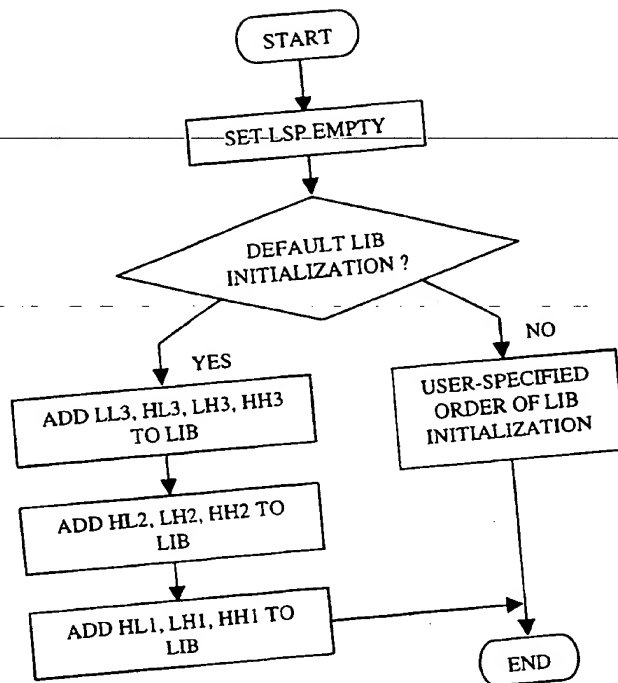 START
SET LSP EMPTY
DEFAULT LIB
INITIALIZATION ?
YES
NO
ADD LL3, HL3, LH3, HH3
TO LIB
USER-SPECIFIED
ORDER OF LIB
INITIALIZATION
ADD HL2, LH2, HH2 TO
LIB
ADD HL1, LH1, HH1 TO
LIB
END